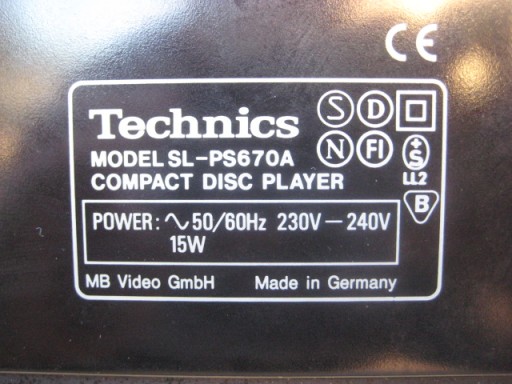 CE
Technics
S D
N FI
MODEL SL-PS670A
S
COMPACT DISC PLAYER
LL2
B
POWER: ∿50/60Hz 230V-240V
15W
MB Video GmbH Made in Germany